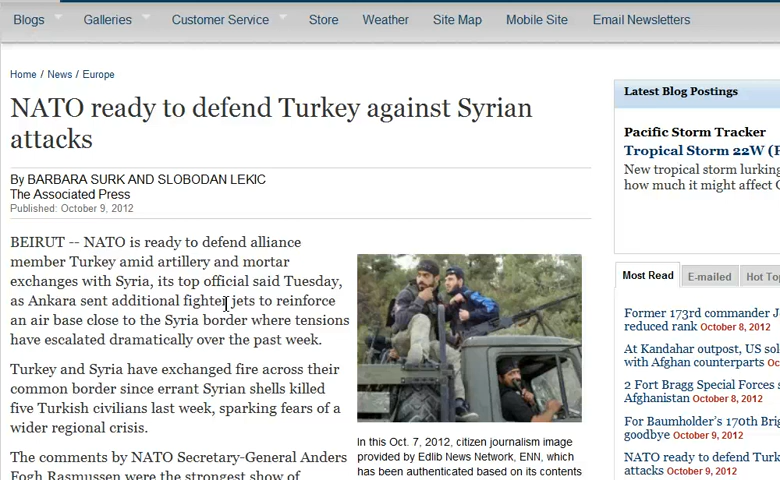 Blogs Galleries Customer Service Store Weather Site Map Mobile Site Email Newsletters
Home / News / Europe
NATO ready to defend Turkey against Syrian
attacks
By BARBARA SURK AND SLOBODAN LEKIC
The Associated Press
Published: October 9, 2012
BEIRUT -- NATO is ready to defend alliance
member Turkey amid artillery and mortar
exchanges with Syria, its top official said Tuesday,
as Ankara sent additional fighter jets to reinforce
an air base close to the Syria border where tensions
have escalated dramatically over the past week.
Turkey and Syria have exchanged fire across their
common border since errant Syrian shells killed
five Turkish civilians last week, sparking fears of a
wider regional crisis.
The comments by NATO Secretary-General Anders
Fogh Rasmussen were the strongest show of
In this Oct. 7, 2012, citizen journalism image
provided by Edlib News Network, ENN, which
has been authenticated based on its contents
Latest Blog Postings
Pacific Storm Tracker
Tropical Storm 22W (P
New tropical storm lurking
how much it might affect
Most Read E-mailed Hot Top
Former 173rd commander J
reduced rank October 8, 2012
At Kandahar outpost, US sol
with Afghan counterparts Oc
2 Fort Bragg Special Forces s
Afghanistan October 8, 2012
For Baumholder's 170th Brig
goodbye October 9, 2012
NATO ready to defend Turk
attacks October 9, 2012